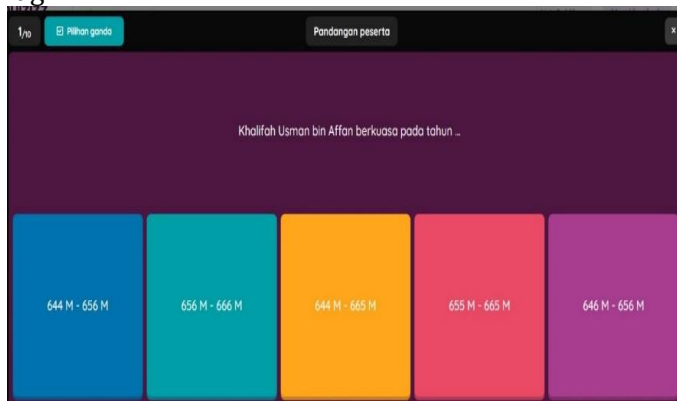 1/10
Pilihan ganda
Pandangan peserta
x
Khalifah Usman bin Affan berkuasa pada tahun ...
644 M - 656 M
656 M - 666 M
644 M - 665 M
655 M - 665 M
646 M - 656 M